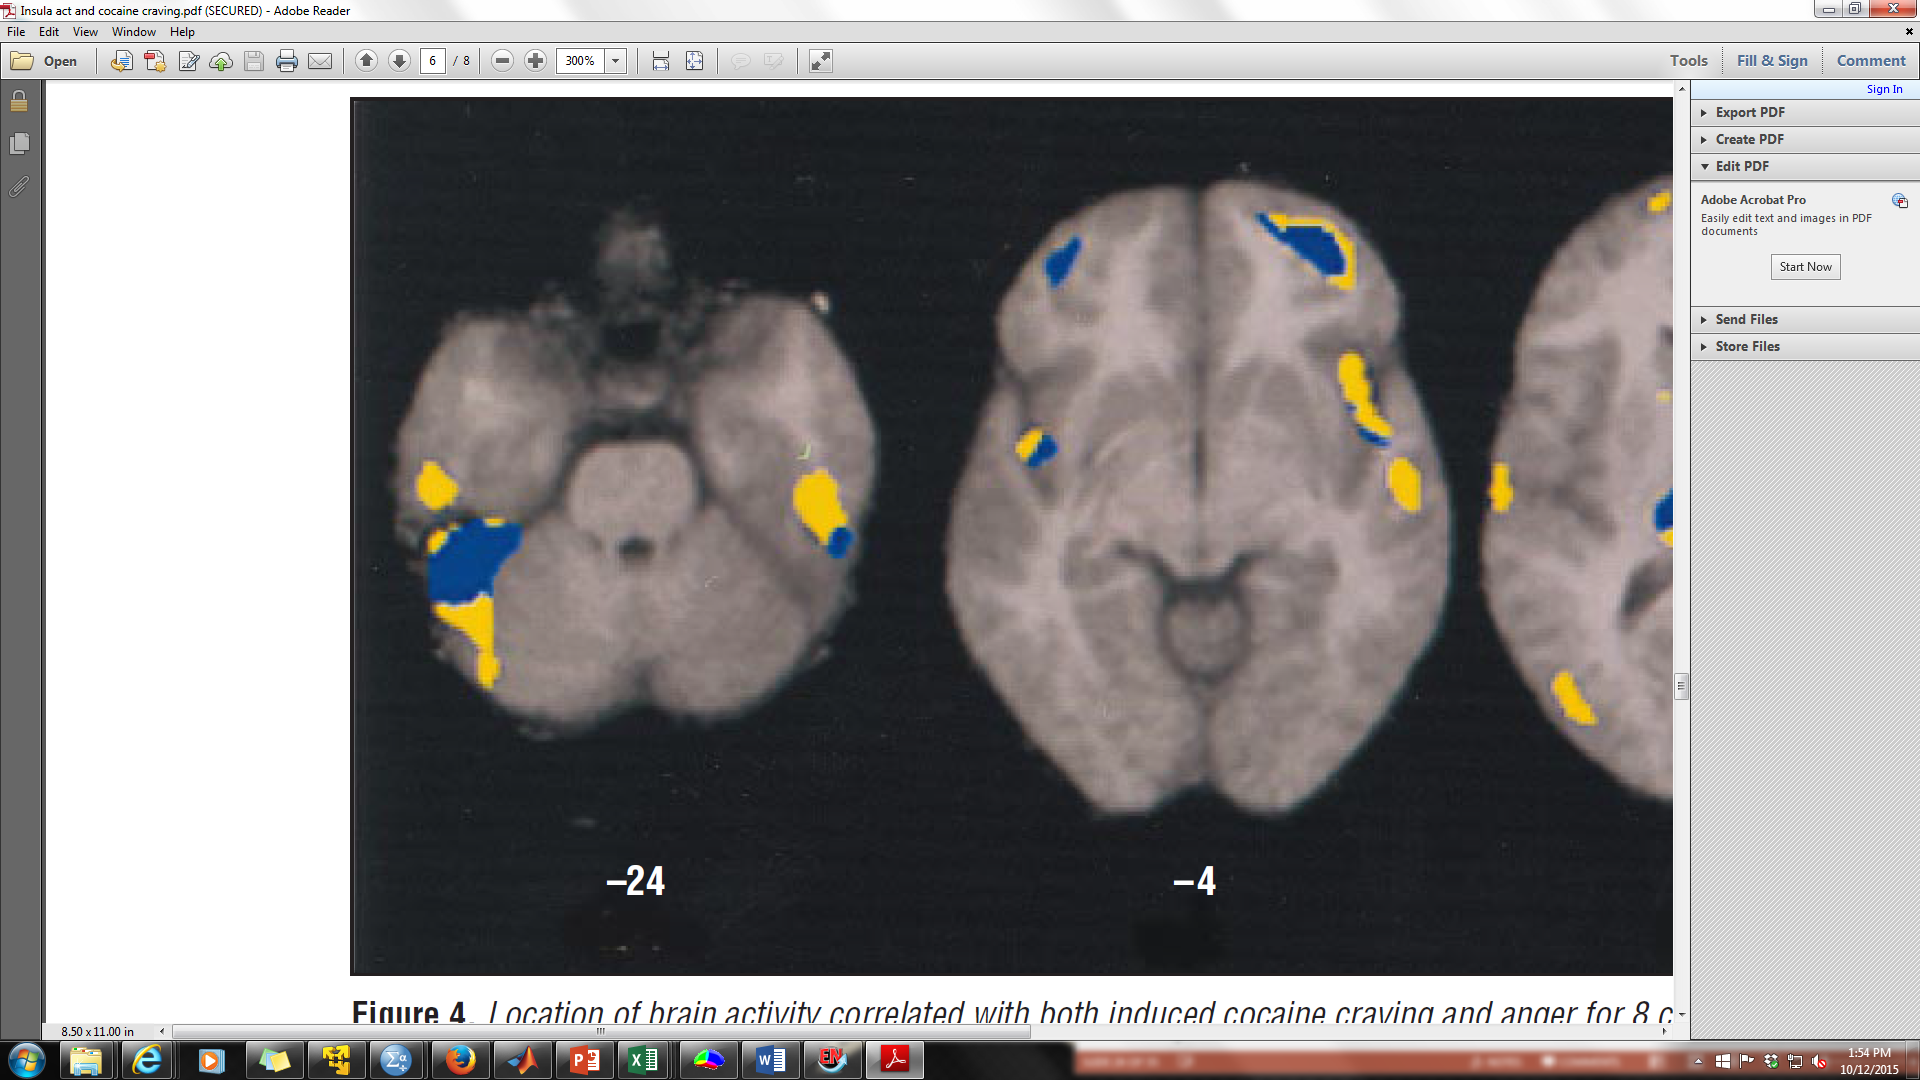 Insula act and cocaine craving.pdf (SECURED) - Adobe Reader
File Edit View Window Help
Open 6 / 8 300% Tools Fill & Sign Comment
Sign In
Export PDF
Create PDF
Edit PDF
Adobe Acrobat Pro
Easily edit text and images in PDF
documents
Start Now
Send Files
Store Files
–24 –4
Figure 4. Location of brain activity correlated with both induced cocaine craving and anger for 8 c
8.50 x 11.00 in
1:54 PM
10/12/2015